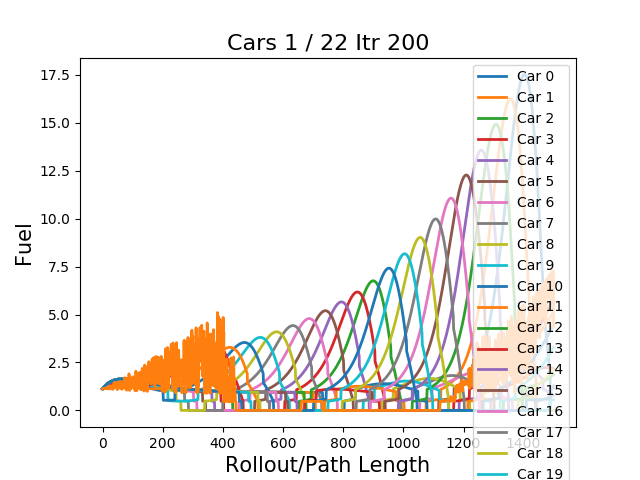 Cars 1 / 22 Itr 200
Fuel
17.5
15.0
12.5
10.0
7.5
5.0
2.5
0.0
0 200 400 600 800 1000 1200 1400
Rollout/Path Length
Car 0
Car 1
Car 2
Car 3
Car 4
Car 5
Car 6
Car 7
Car 8
Car 9
Car 10
Car 11
Car 12
Car 13
Car 14
Car 15
Car 16
Car 17
Car 18
Car 19